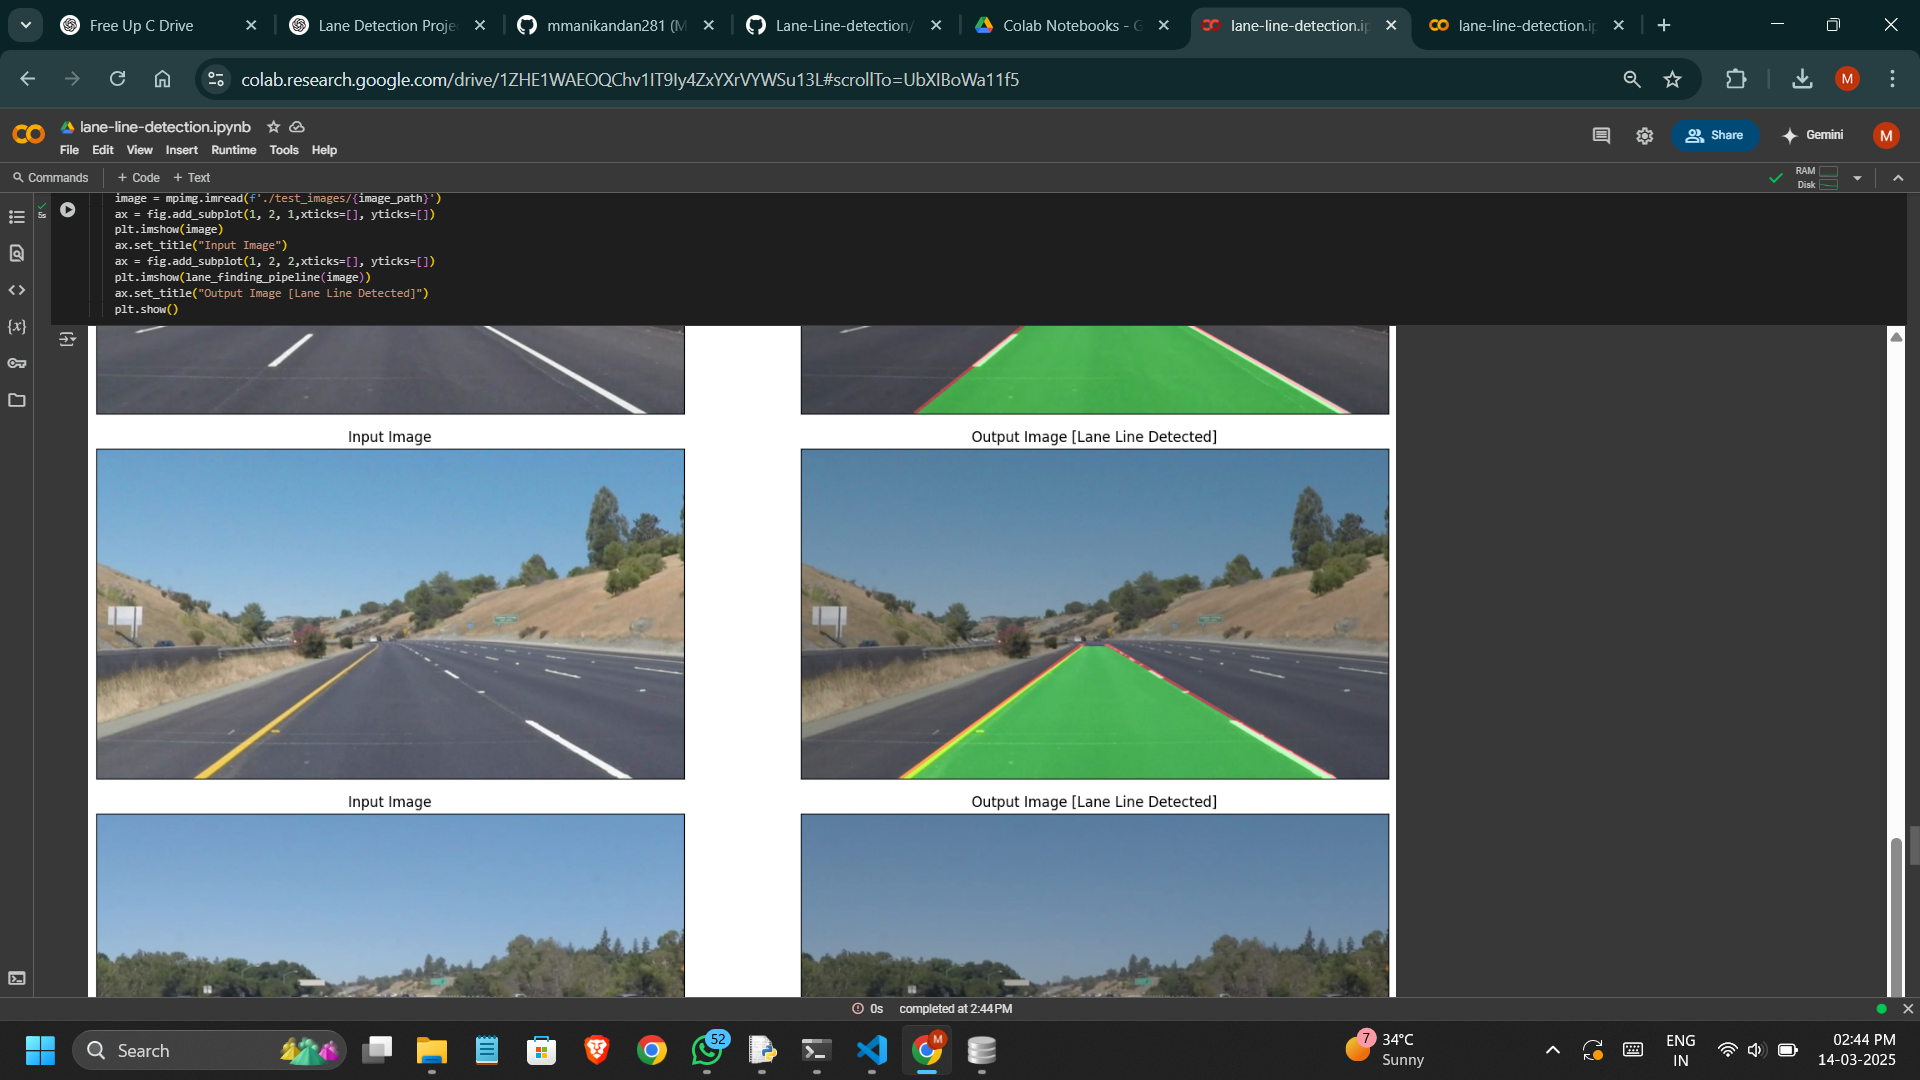 Free Up C Drive
Lane Detection Proje
mmanikandan281 (M
Lane-Line-detection/
Colab Notebooks - G
lane-line-detection.ip
lane-line-detection.ip
colab.research.google.com/drive/1ZHE1WAEOQChv1IT9Iy4ZxYXrVYWSu13L#scrollTo=UbXIBoWa11f5
M
lane-line-detection.ipynb
File Edit View Insert Runtime Tools Help
Share
Gemini
M
Commands
+ Code + Text
RAM
Disk
5s
image = mpimg.imread(f'./test_images/{image_path}')
ax = fig.add_subplot(1, 2, 1,xticks=[], yticks=[])
plt.imshow(image)
ax.set_title("Input Image")
ax = fig.add_subplot(1, 2, 2,xticks=[], yticks=[])
plt.imshow(lane_finding_pipeline(image))
ax.set_title("Output Image [Lane Line Detected]")
plt.show()
Input Image
Output Image [Lane Line Detected]
Input Image
Output Image [Lane Line Detected]
0s completed at 2:44 PM
Search
52
M
7
34°C
Sunny
ENG
IN
02:44 PM
14-03-2025